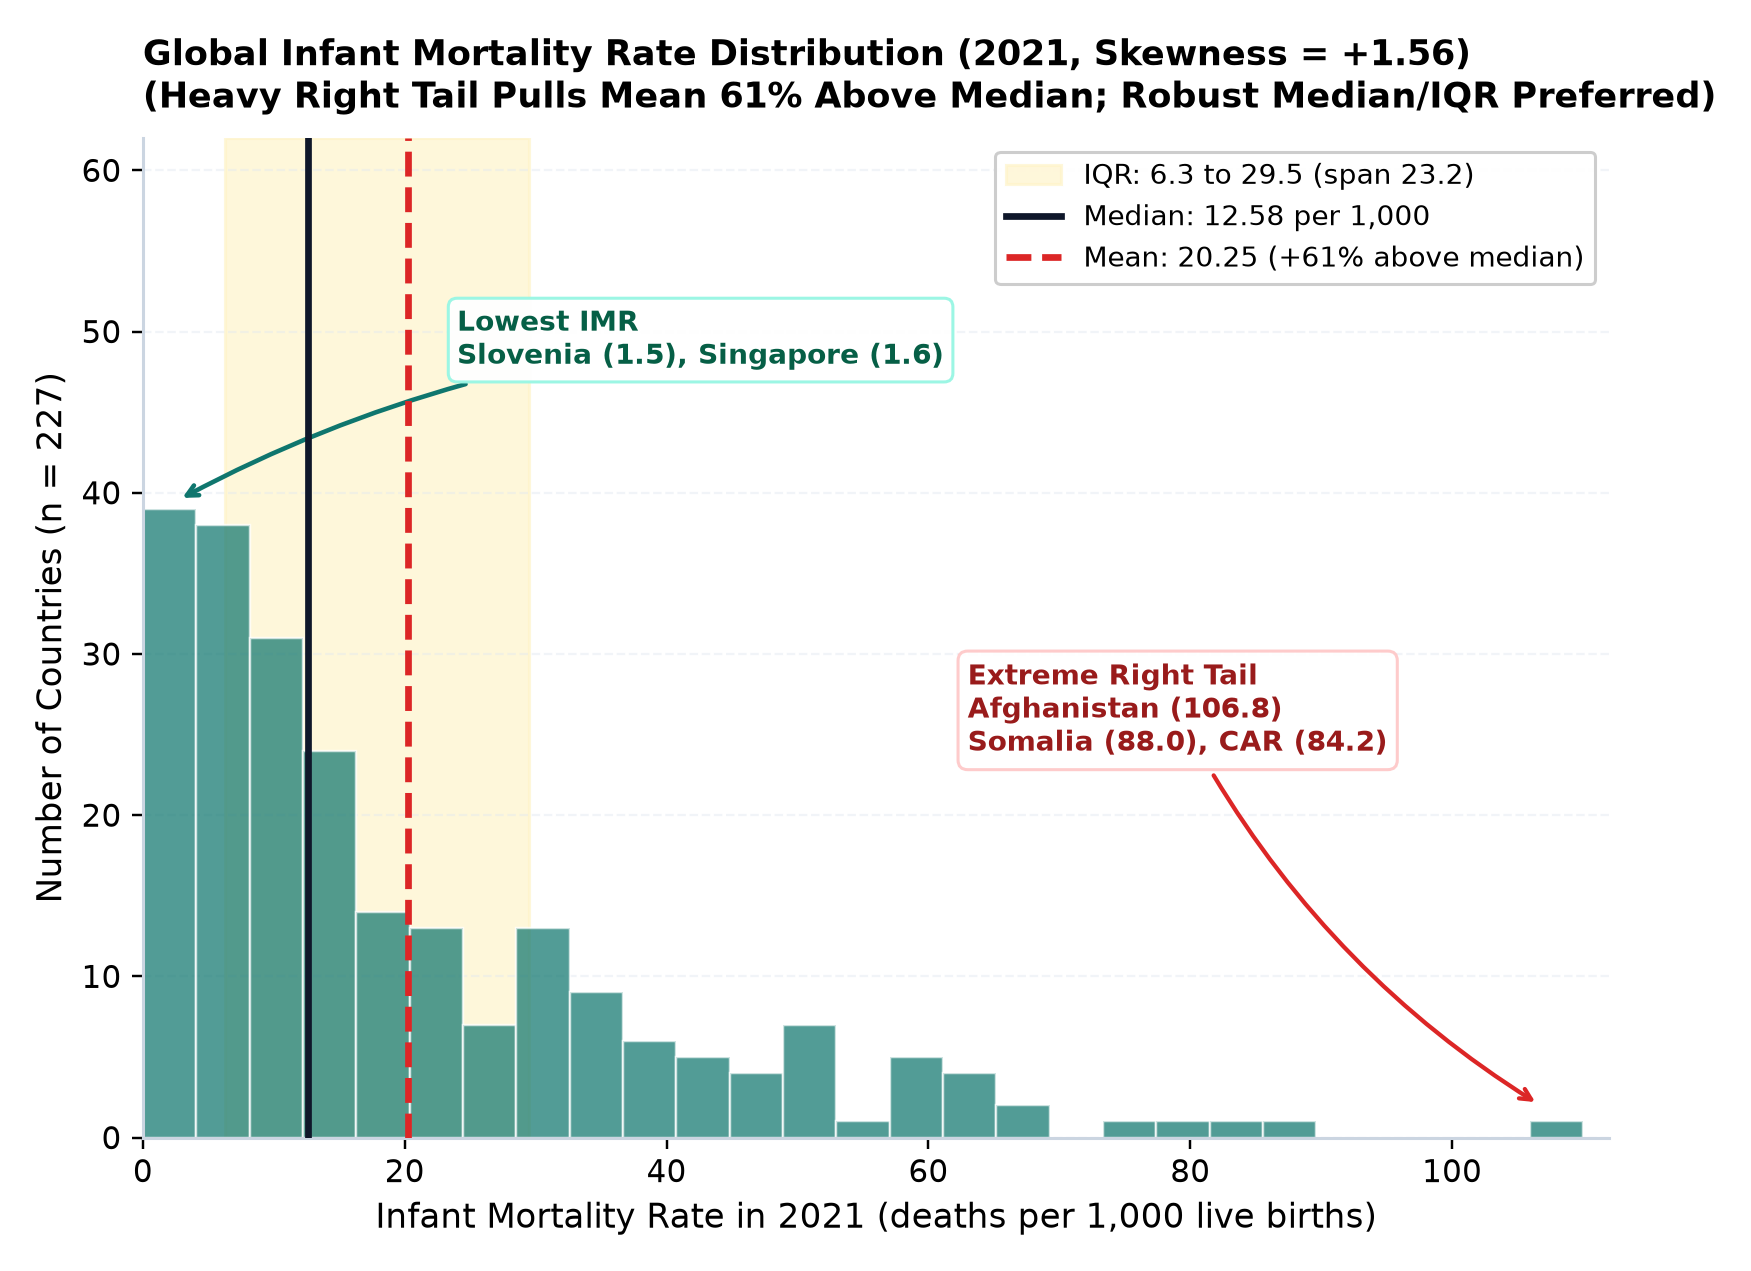 Global Infant Mortality Rate Distribution (2021, Skewness = +1.56)
(Heavy Right Tail Pulls Mean 61% Above Median; Robust Median/IQR Preferred)
IQR: 6.3 to 29.5 (span 23.2)
Median: 12.58 per 1,000
Mean: 20.25 (+61% above median)
Lowest IMR
Slovenia (1.5), Singapore (1.6)
Extreme Right Tail
Afghanistan (106.8)
Somalia (88.0), CAR (84.2)
Number of Countries (n = 227)
60
50
40
30
20
10
0
0
20
40
60
80
100
Infant Mortality Rate in 2021 (deaths per 1,000 live births)